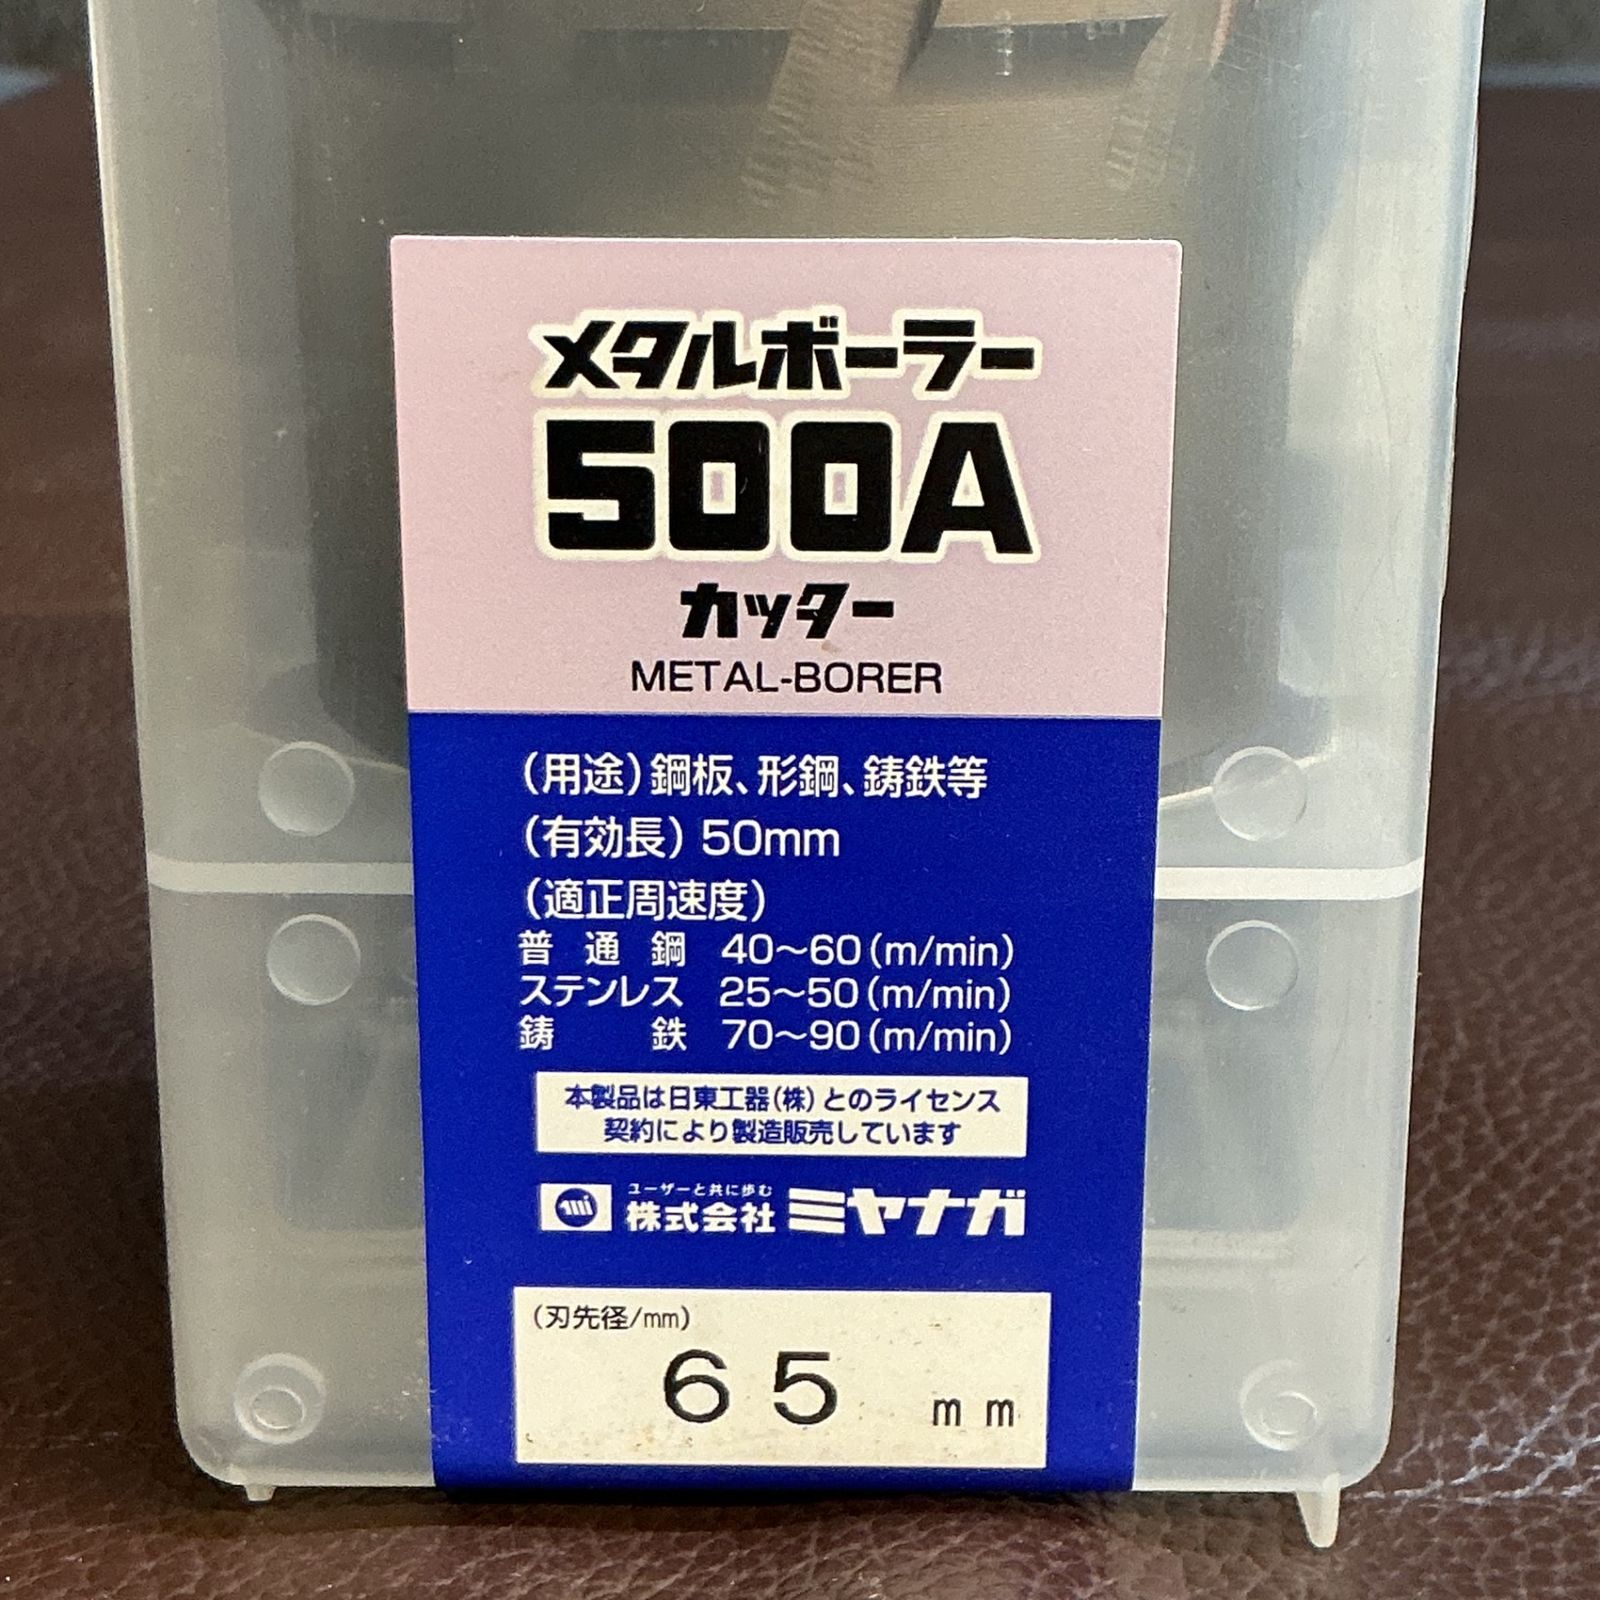 メタルボーラー
500A
カッター
METAL-BORER
(用途)鋼板、形鋼、鋳鉄等
(有効長)50mm
(適正周速度)
普通鋼 40～60(m/min)
ステンレス 25～50(m/min)
鋳鉄 70～90(m/min)
本製品は日東工器(株)とのライセンス
契約により製造販売しています
ユーザーと共に歩む
mi 株式会社 ミヤナガ
(刃先径/mm)
65 mm